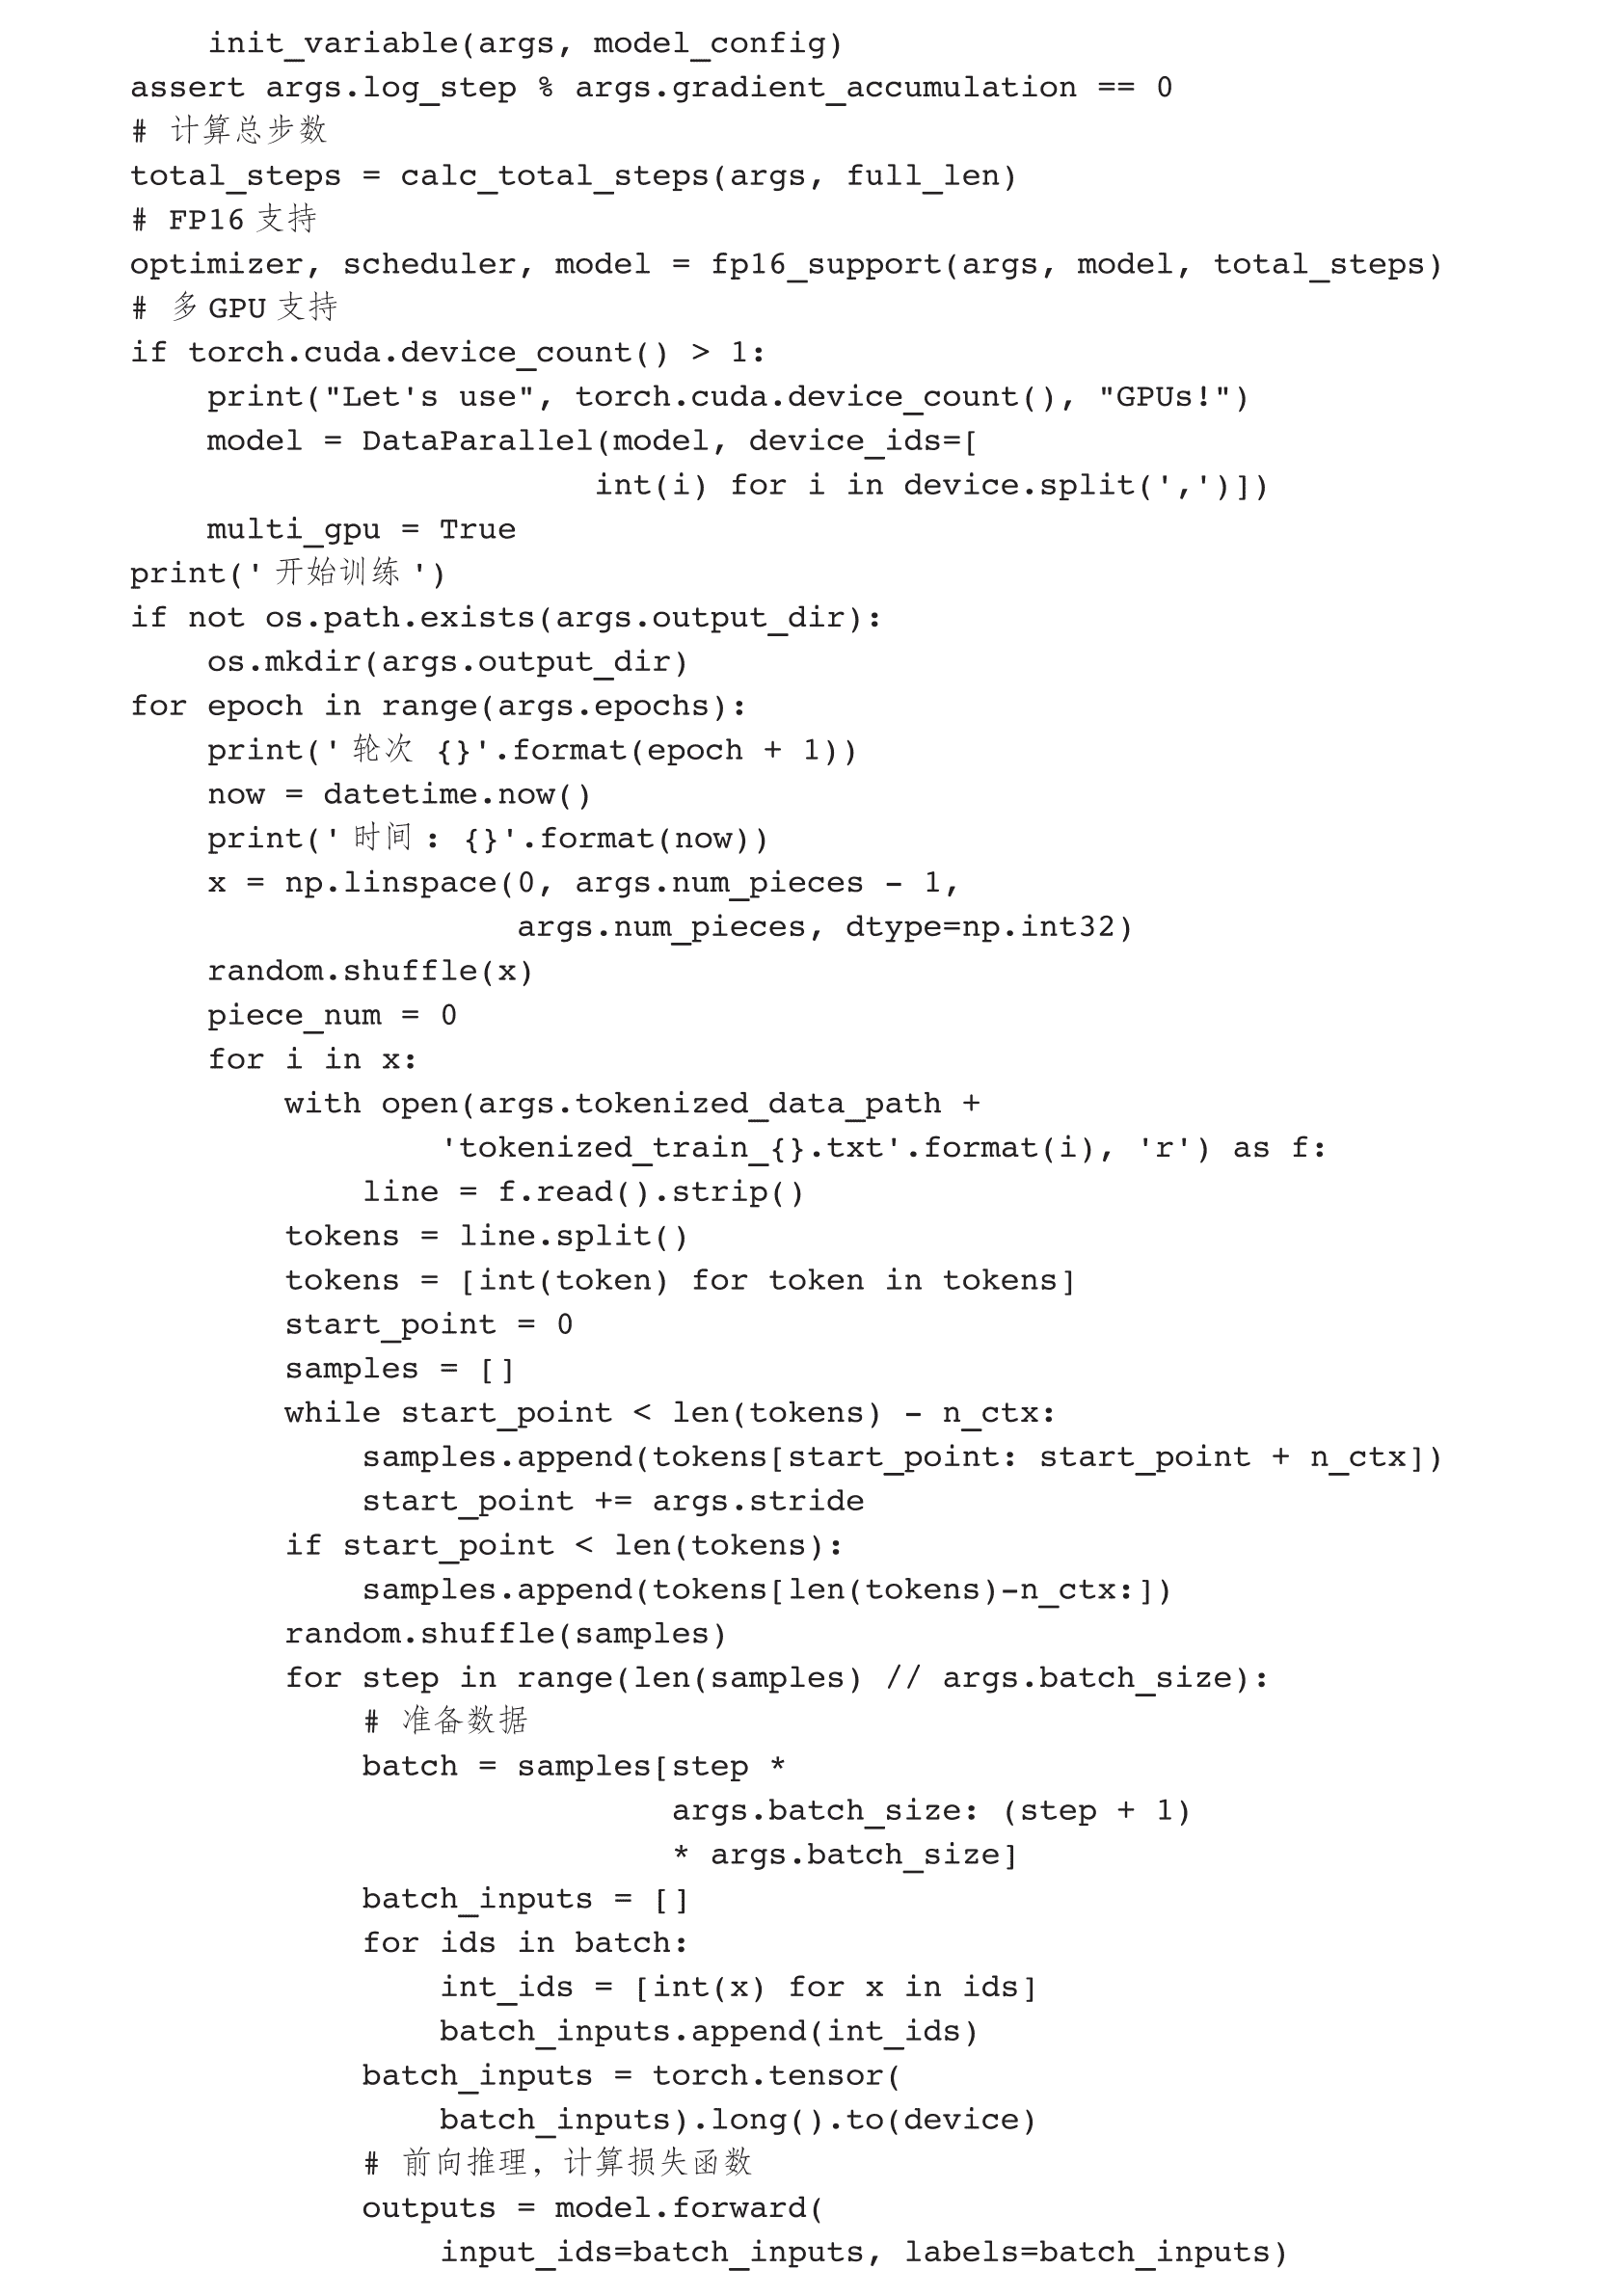 init_variable(args, model_config)
assert args.log_step % args.gradient_accumulation == 0
# 计算总步数
total_steps = calc_total_steps(args, full_len)
# FP16 支持
optimizer, scheduler, model = fp16_support(args, model, total_steps)
# 多 GPU 支持
if torch.cuda.device_count() > 1:
    print("Let's use", torch.cuda.device_count(), "GPUs!")
    model = DataParallel(model, device_ids=[
                        int(i) for i in device.split(',')])
    multi_gpu = True
print(' 开始训练 ')
if not os.path.exists(args.output_dir):
    os.mkdir(args.output_dir)
for epoch in range(args.epochs):
    print(' 轮次 {}'.format(epoch + 1))
    now = datetime.now()
    print(' 时间 : {}'.format(now))
    x = np.linspace(0, args.num_pieces - 1,
                    args.num_pieces, dtype=np.int32)
    random.shuffle(x)
    piece_num = 0
    for i in x:
        with open(args.tokenized_data_path +
                'tokenized_train_{}.txt'.format(i), 'r') as f:
            line = f.read().strip()
        tokens = line.split()
        tokens = [int(token) for token in tokens]
        start_point = 0
        samples = []
        while start_point < len(tokens) - n_ctx:
            samples.append(tokens[start_point: start_point + n_ctx])
            start_point += args.stride
        if start_point < len(tokens):
            samples.append(tokens[len(tokens)-n_ctx:])
        random.shuffle(samples)
        for step in range(len(samples) // args.batch_size):
            # 准备数据
            batch = samples[step *
                            args.batch_size: (step + 1)
                            * args.batch_size]
            batch_inputs = []
            for ids in batch:
                int_ids = [int(x) for x in ids]
                batch_inputs.append(int_ids)
            batch_inputs = torch.tensor(
                batch_inputs).long().to(device)
            # 前向推理，计算损失函数
            outputs = model.forward(
                input_ids=batch_inputs, labels=batch_inputs)